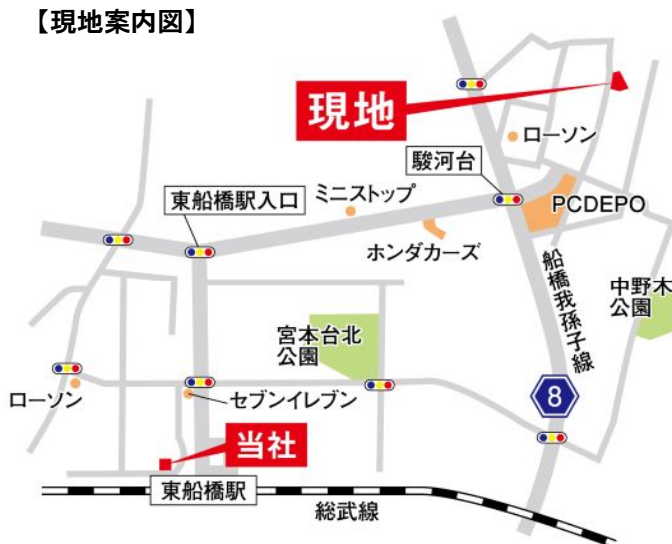 【現地案内図】
現地
ローソン
駿河台
東船橋駅入口
ミニストップ
PCDEPO
ホンダカーズ
船橋我孫子線
中野木
公園
宮本台北
公園
8
ローソン
セブンイレブン
当社
東船橋駅
総武線